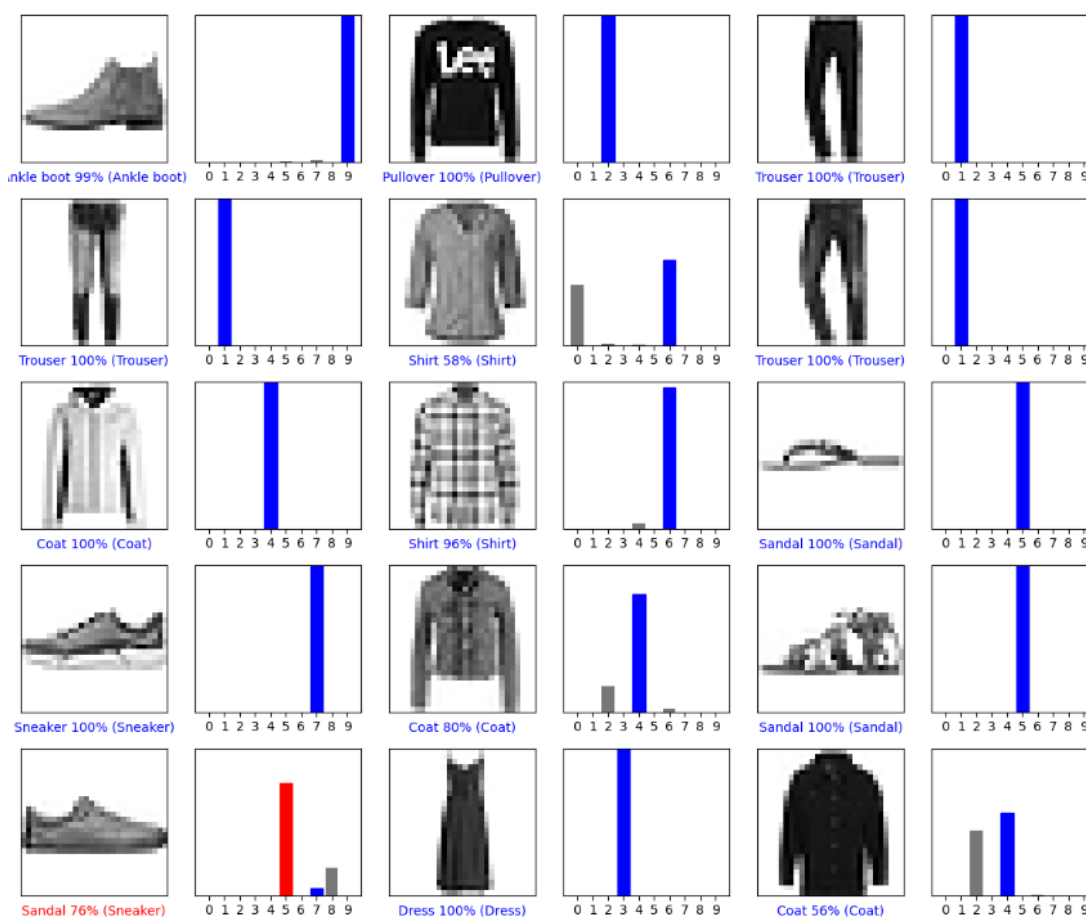 Lee
0 1 2 3 4 5 6 7 8 9 0 1 2 3 4 5 6 7 8 9 0 1 2 3 4 5 6 7 8 9
nkle boot 99% (Ankle boot) Pullover 100% (Pullover) Trouser 100% (Trouser)
0 1 2 3 4 5 6 7 8 9 0 1 2 3 4 5 6 7 8 9 0 1 2 3 4 5 6 7 8 9
Trouser 100% (Trouser) Shirt 58% (Shirt) Trouser 100% (Trouser)
0 1 2 3 4 5 6 7 8 9 0 1 2 3 4 5 6 7 8 9 0 1 2 3 4 5 6 7 8 9
Coat 100% (Coat) Shirt 96% (Shirt) Sandal 100% (Sandal)
0 1 2 3 4 5 6 7 8 9 0 1 2 3 4 5 6 7 8 9 0 1 2 3 4 5 6 7 8 9
Sneaker 100% (Sneaker) Coat 80% (Coat) Sandal 100% (Sandal)
0 1 2 3 4 5 6 7 8 9 0 1 2 3 4 5 6 7 8 9 0 1 2 3 4 5 6 7 8 9
Sandal 76% (Sneaker) Dress 100% (Dress) Coat 56% (Coat)